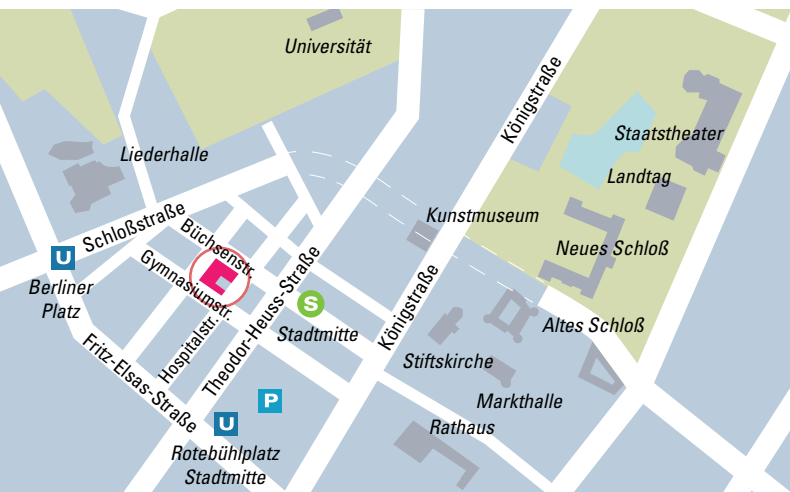 Universität
Königstraße
Staatstheater
Liederhalle
Landtag
Kunstmuseum
Schloßstraße
Büchsenstr.
Neues Schloß
U
Berliner
Platz
Gymnasiumstr.
Theodor-Heuss-Straße
S
Stadtmitte
Königstraße
Altes Schloß
Hospitalstr.
Stiftskirche
Fritz-Elsas-Straße
Markthalle
P
Rathaus
U
Rotebühlplatz
Stadtmitte